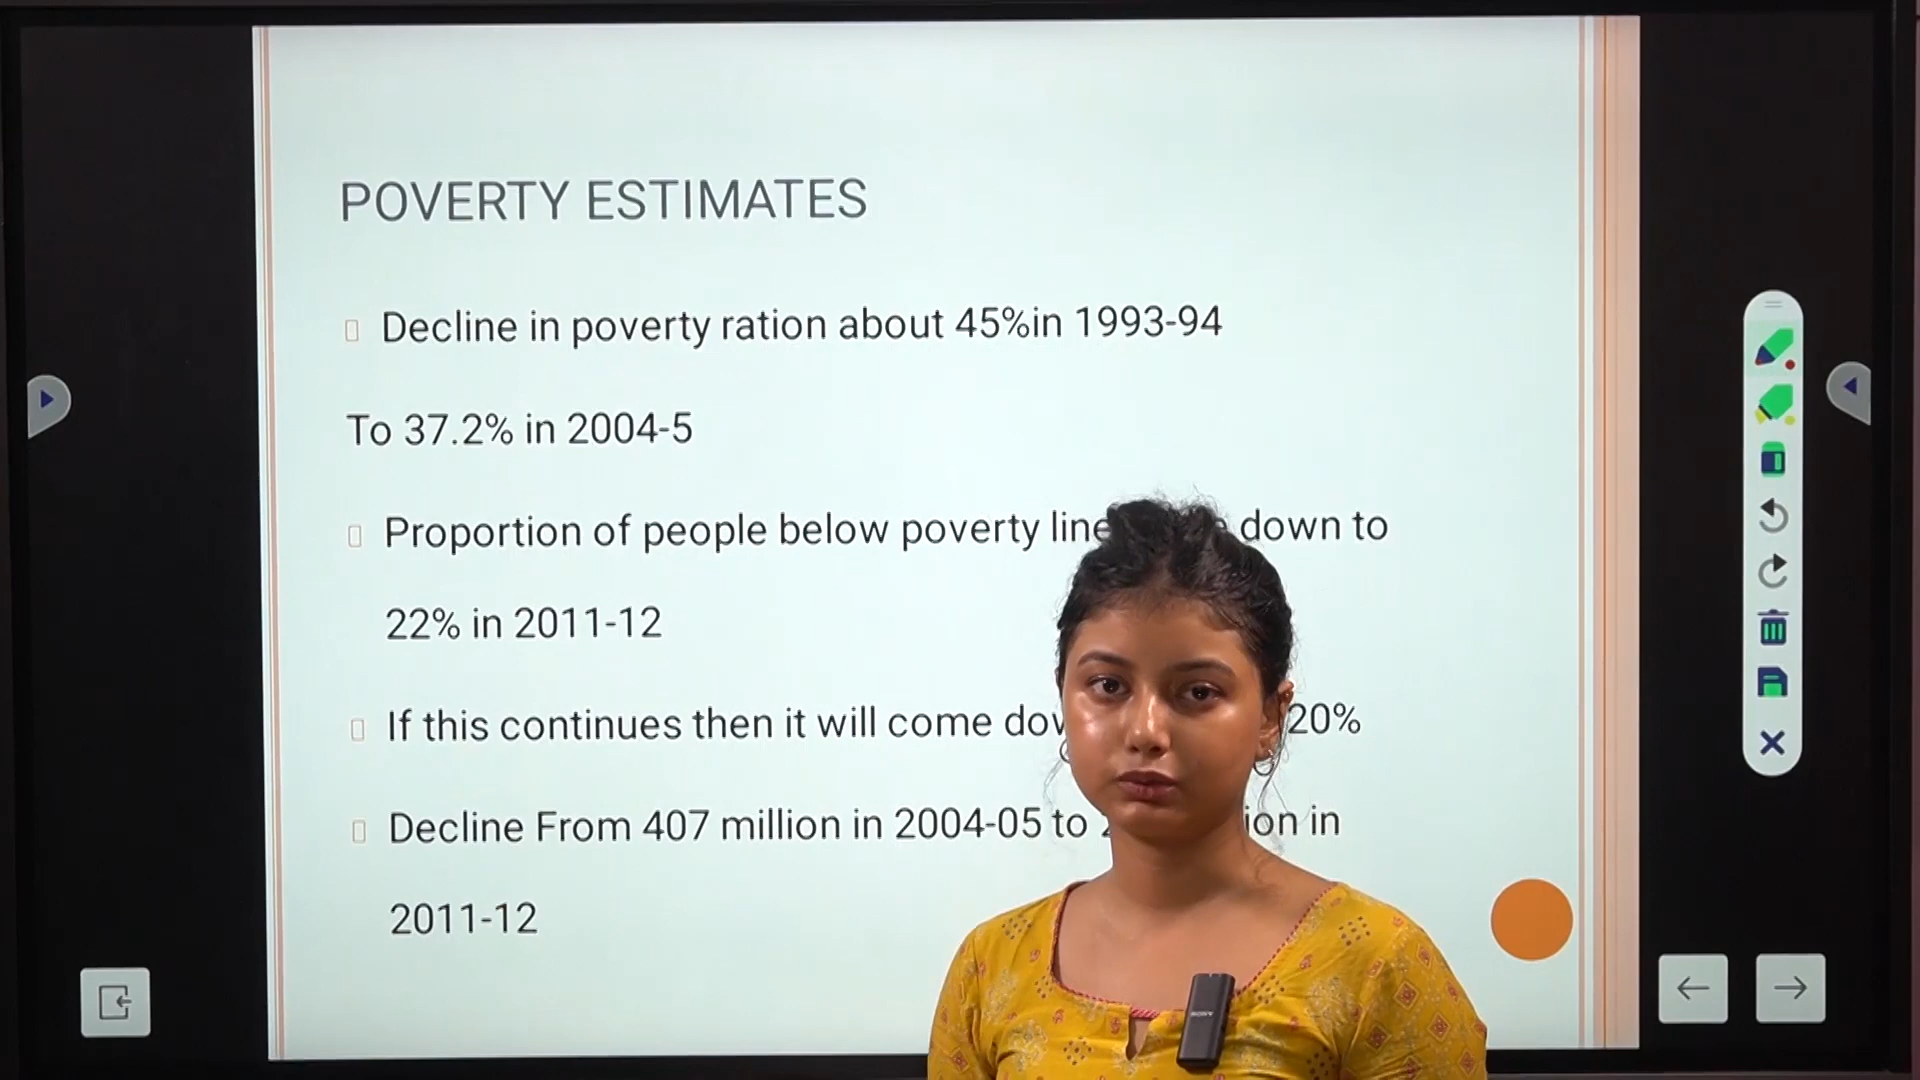 POVERTY ESTIMATES
Decline in poverty ration about 45%in 1993-94
To 37.2% in 2004-5
Proportion of people below poverty line down to
22% in 2011-12
If this continues then it will come 20%
Decline From 407 million in 2004-05 to in
2011-12
SONY